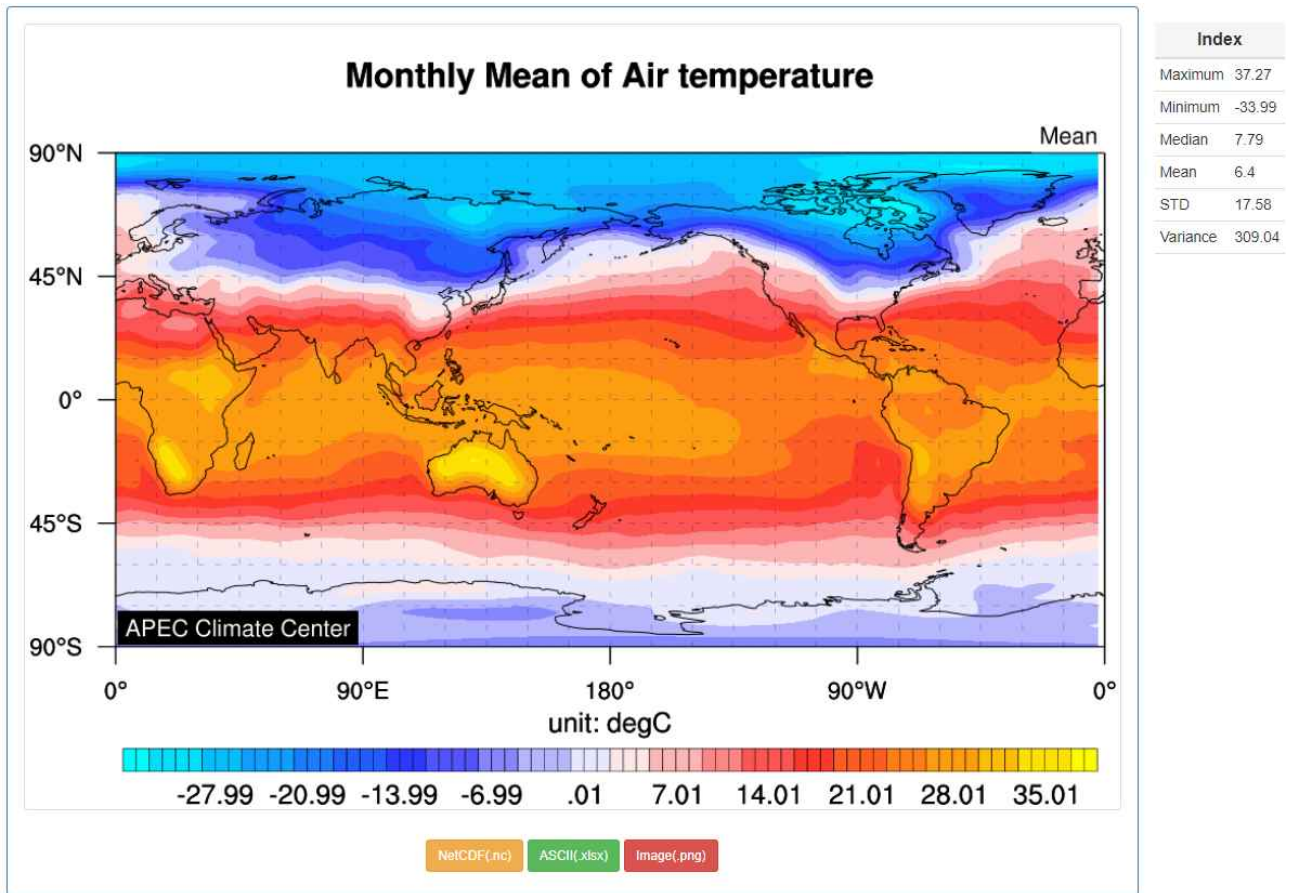 Monthly Mean of Air temperature
Mean
90°N
45°N
0°
45°S
90°S
APEC Climate Center
0° 90°E 180° 90°W 0°
unit: degC
-27.99 -20.99 -13.99 -6.99 .01 7.01 14.01 21.01 28.01 35.01
NetCDF(.nc) ASCII(.xlsx) Image(.png)
Index
Maximum 37.27
Minimum -33.99
Median 7.79
Mean 6.4
STD 17.58
Variance 309.04